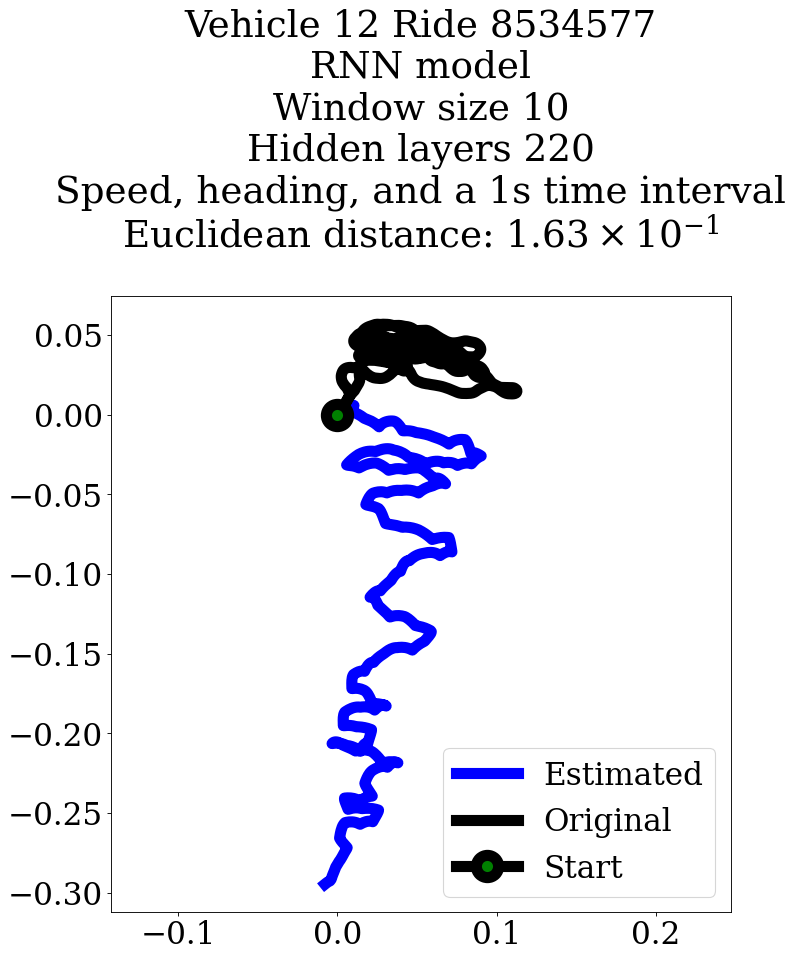 Vehicle 12 Ride 8534577
RNN model
Window size 10
Hidden layers 220
Speed, heading, and a 1s time interval
Euclidean distance: 1.63 × 10⁻¹
0.05
0.00
−0.05
−0.10
−0.15
−0.20
−0.25
−0.30
Estimated
Original
Start
−0.1 0.0 0.1 0.2